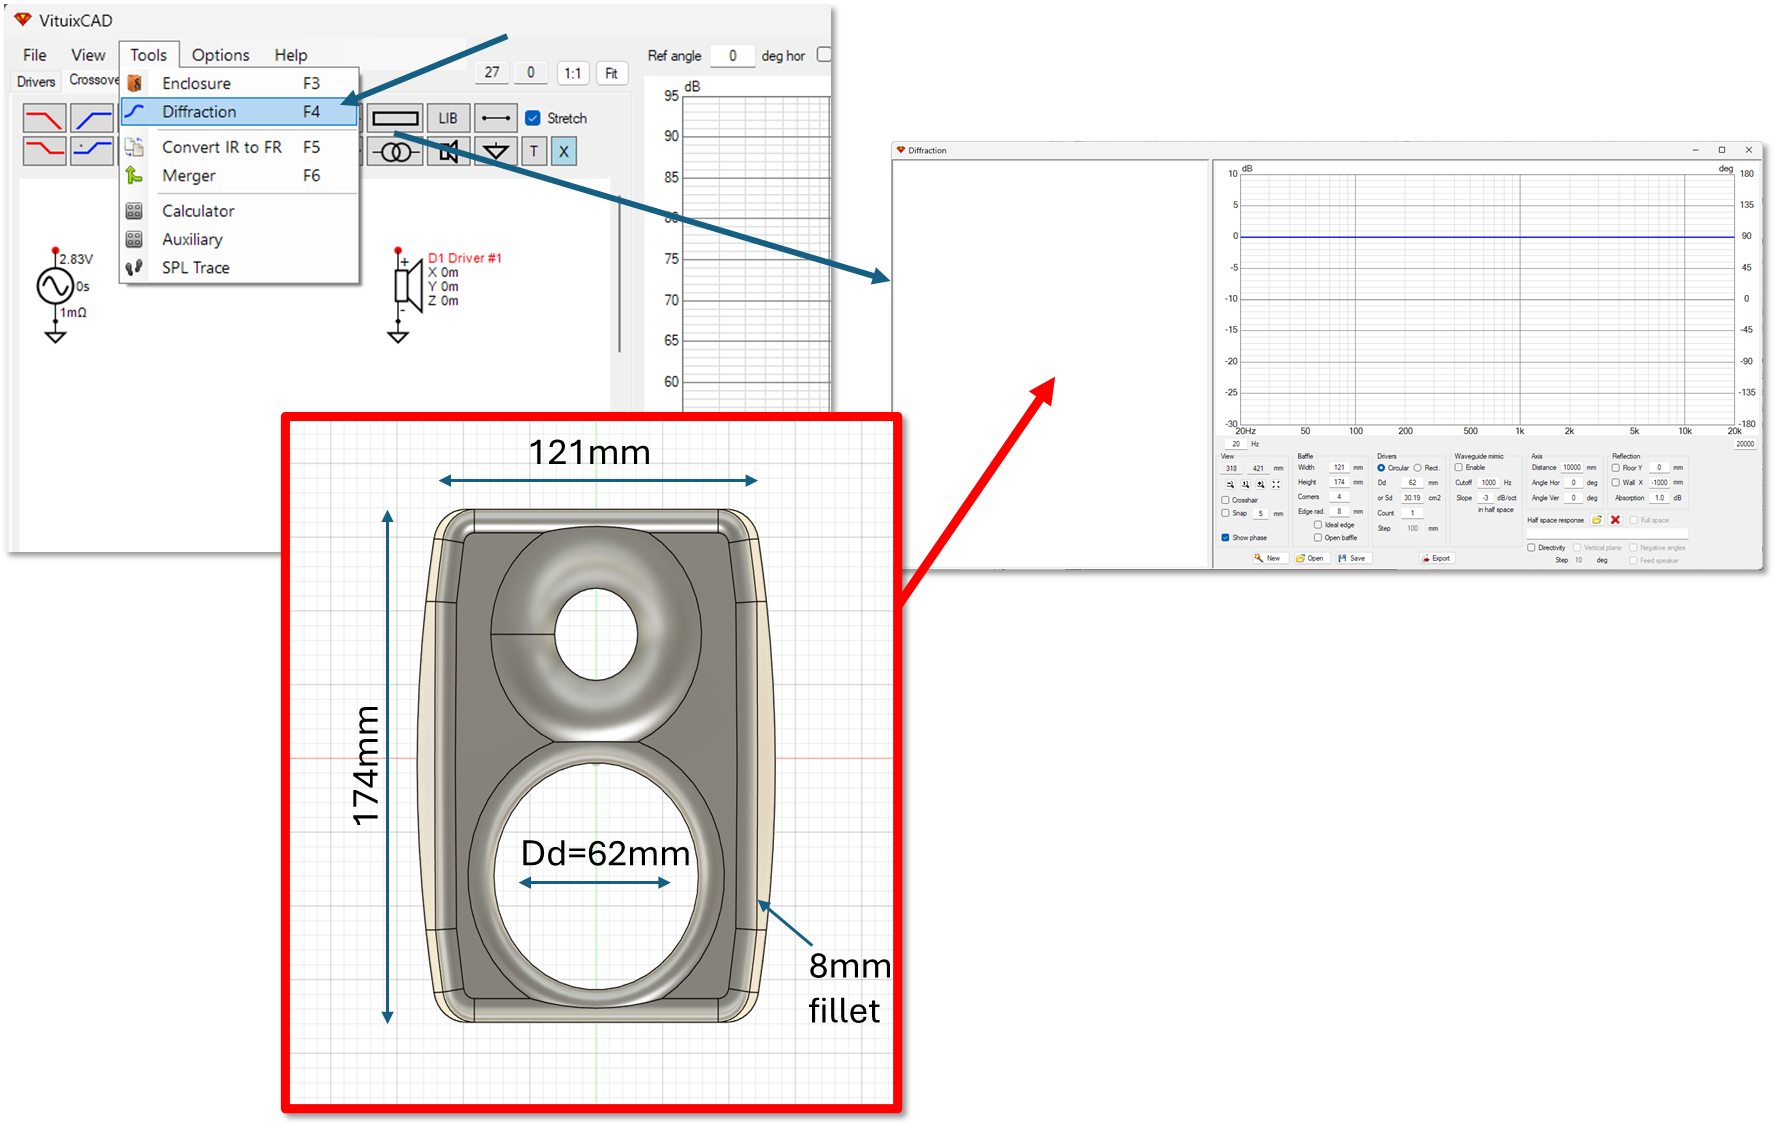 VituixCAD
File View Tools Options Help
Drivers Crossove
Enclosure F3
Diffraction F4
Convert IR to FR F5
Merger F6
Calculator
Auxiliary
SPL Trace
27 0 1:1 Fit
LIB Stretch
T X
2.83V
0s
1mΩ
D1 Driver #1
X 0m
Y 0m
Z 0m
+
-
Ref angle 0 deg hor
dB
95
90
85
80
75
70
65
60
Diffraction
dB deg
10 180
5 135
0 90
-5 45
-10 0
-15 -45
-20 -90
-25 -135
-30 -180
20Hz 50 100 200 500 1k 2k 5k 10k 20k
20 Hz 20000
View
318 421 mm
1
Crosshair
Snap 5 mm
Show phase
Baffle
Width 121 mm
Height 174 mm
Corners 4
Edge rad. 8 mm
Ideal edge
Open baffle
Drivers
Circular Rect.
Dd 62 mm
or Sd 30.19 cm2
Count 1
Step 100 mm
Waveguide mimic
Enable
Cutoff 1000 Hz
Slope -3 dB/oct
in half space
Axis
Distance 10000 mm
Angle Hor 0 deg
Angle Ver 0 deg
Reflection
Floor Y 0 mm
Wall X -1000 mm
Absorption 1.0 dB
Half space response Full space
Directivity Vertical plane Negative angles
Step 10 deg Feed speaker
New Open Save Export
121mm
174mm
Dd=62mm
8mm
fillet